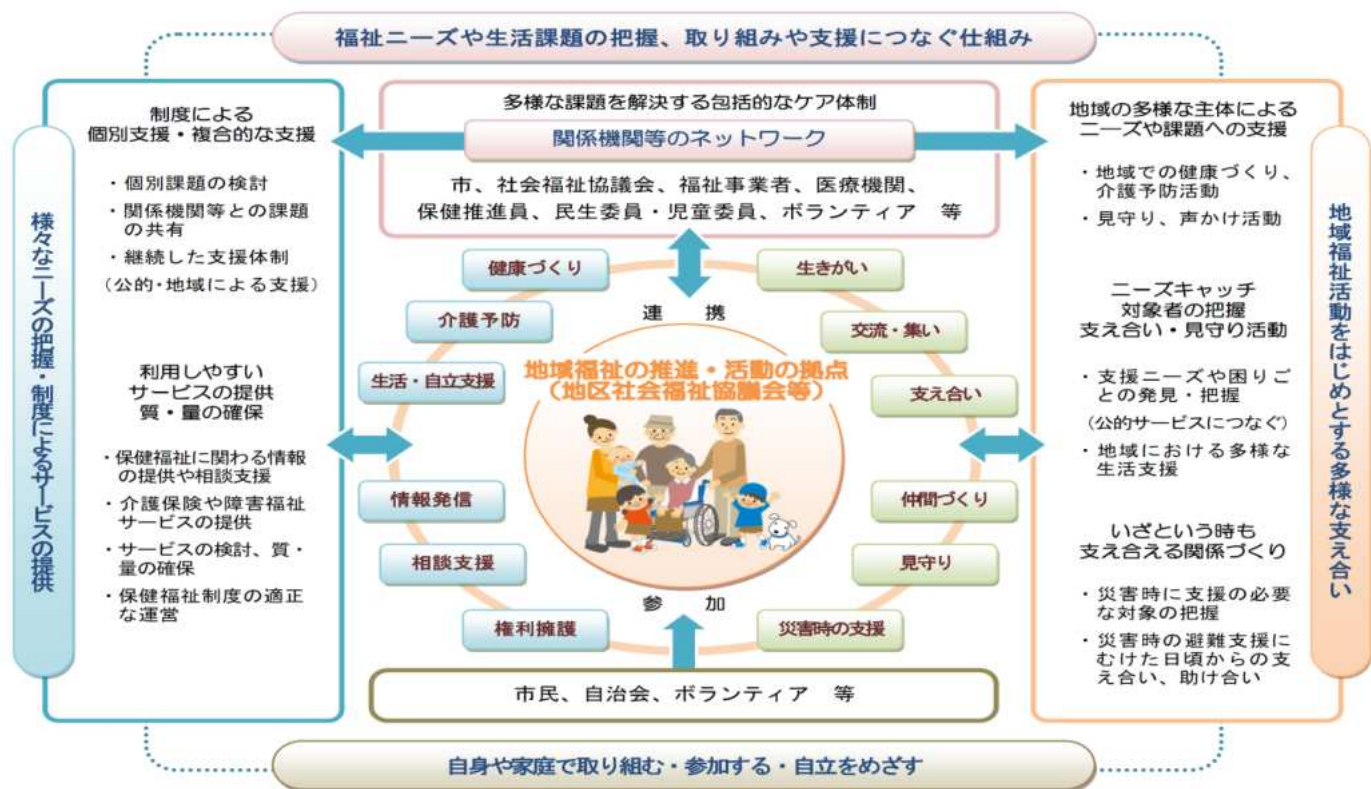 福祉ニーズや生活課題の把握、取り組みや支援につなぐ仕組み
様々なニーズの把握・制度によるサービスの提供
制度による
個別支援・複合的な支援
・個別課題の検討
・関係機関等との課題
の共有
・継続した支援体制
（公的・地域による支援）
利用しやすい
サービスの提供
質・量の確保
・保健福祉に関わる情報
の提供や相談支援
・介護保険や障害福祉
サービスの提供
・サービスの検討、質・
量の確保
・保健福祉制度の適正
な運営
多様な課題を解決する包括的なケア体制
関係機関等のネットワーク
市、社会福祉協議会、福祉事業者、医療機関、
保健推進員、民生委員・児童委員、ボランティア　等
連　携
健康づくり
介護予防
生活・自立支援
情報発信
相談支援
権利擁護
地域福祉の推進・活動の拠点
（地区社会福祉協議会等）
生きがい
交流・集い
支え合い
仲間づくり
見守り
災害時の支援
参　加
市民、自治会、ボランティア　等
地域の多様な主体による
ニーズや課題への支援
・地域での健康づくり、
介護予防活動
・見守り、声かけ活動
ニーズキャッチ
対象者の把握
支え合い・見守り活動
・支援ニーズや困りご
との発見・把握
（公的サービスにつなぐ）
・地域における多様な
生活支援
いざという時も
支え合える関係づくり
・災害時に支援の必要
な対象の把握
・災害時の避難支援に
むけた日頃からの支
え合い、助け合い
地域福祉活動をはじめとする多様な支え合い
自身や家庭で取り組む・参加する・自立をめざす